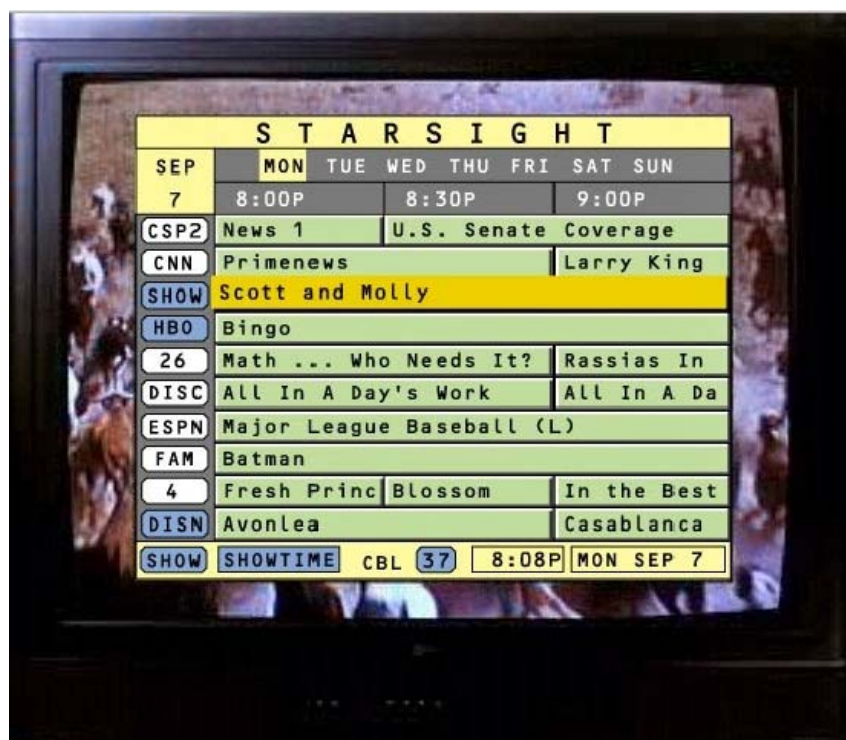 STARSIGHT
SEP MON TUE WED THU FRI SAT SUN
7 8:00P 8:30P 9:00P
CSP2 News 1 U.S. Senate Coverage
CNN Primenews Larry King
SHOW Scott and Molly
HBO Bingo
26 Math ... Who Needs It? Rassias In
DISC All In A Day's Work All In A Da
ESPN Major League Baseball (L)
FAM Batman
4 Fresh Princ Blossom In the Best
DISN Avonlea Casablanca
SHOW SHOWTIME CBL 37 8:08P MON SEP 7